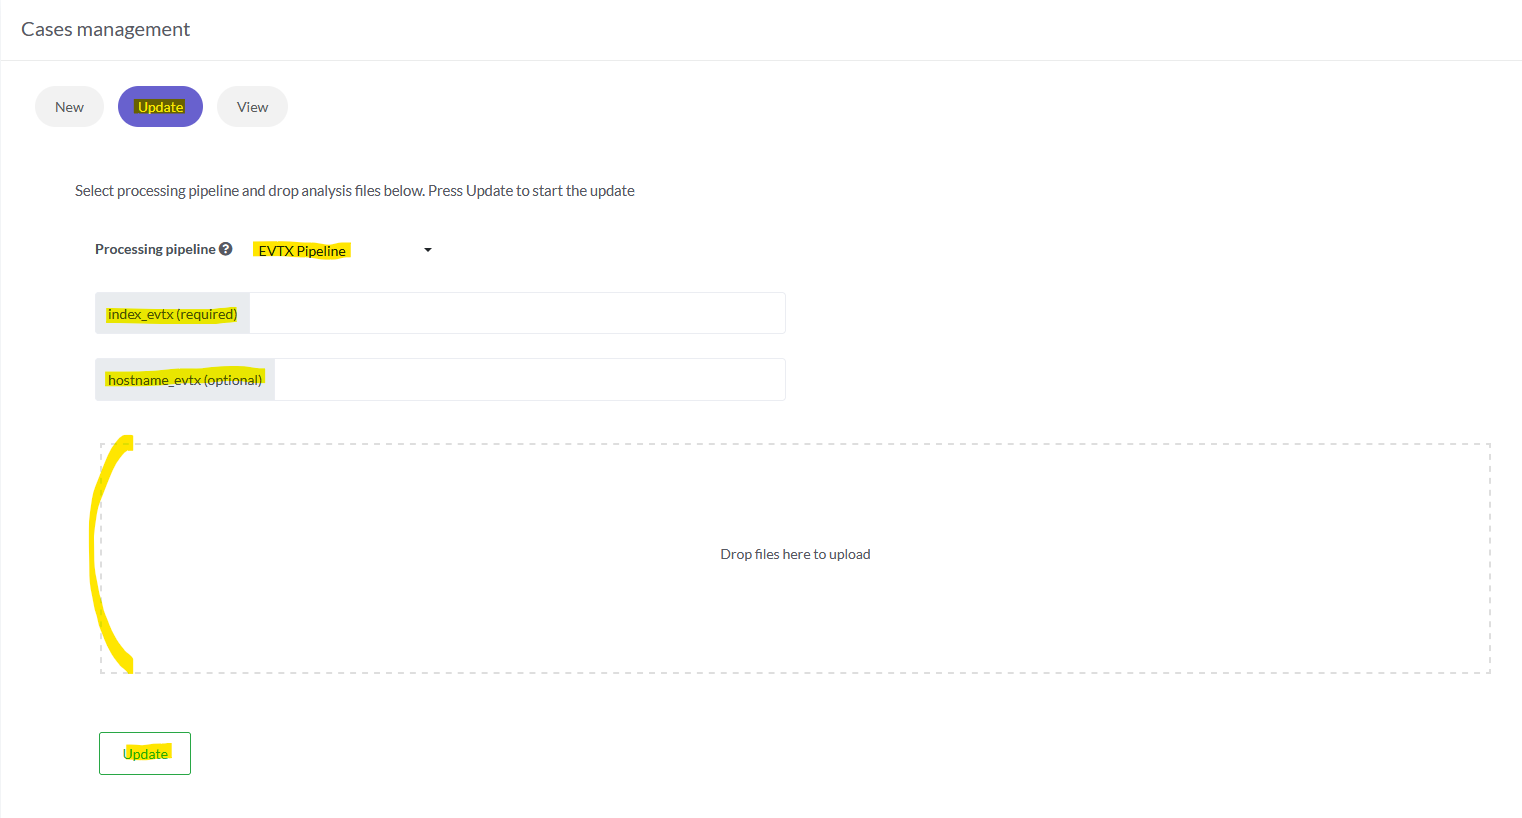 Cases management
New Update View
Select processing pipeline and drop analysis files below. Press Update to start the update
Processing pipeline EVTX Pipeline
index_evtx (required)
hostname_evtx (optional)
Drop files here to upload
Update